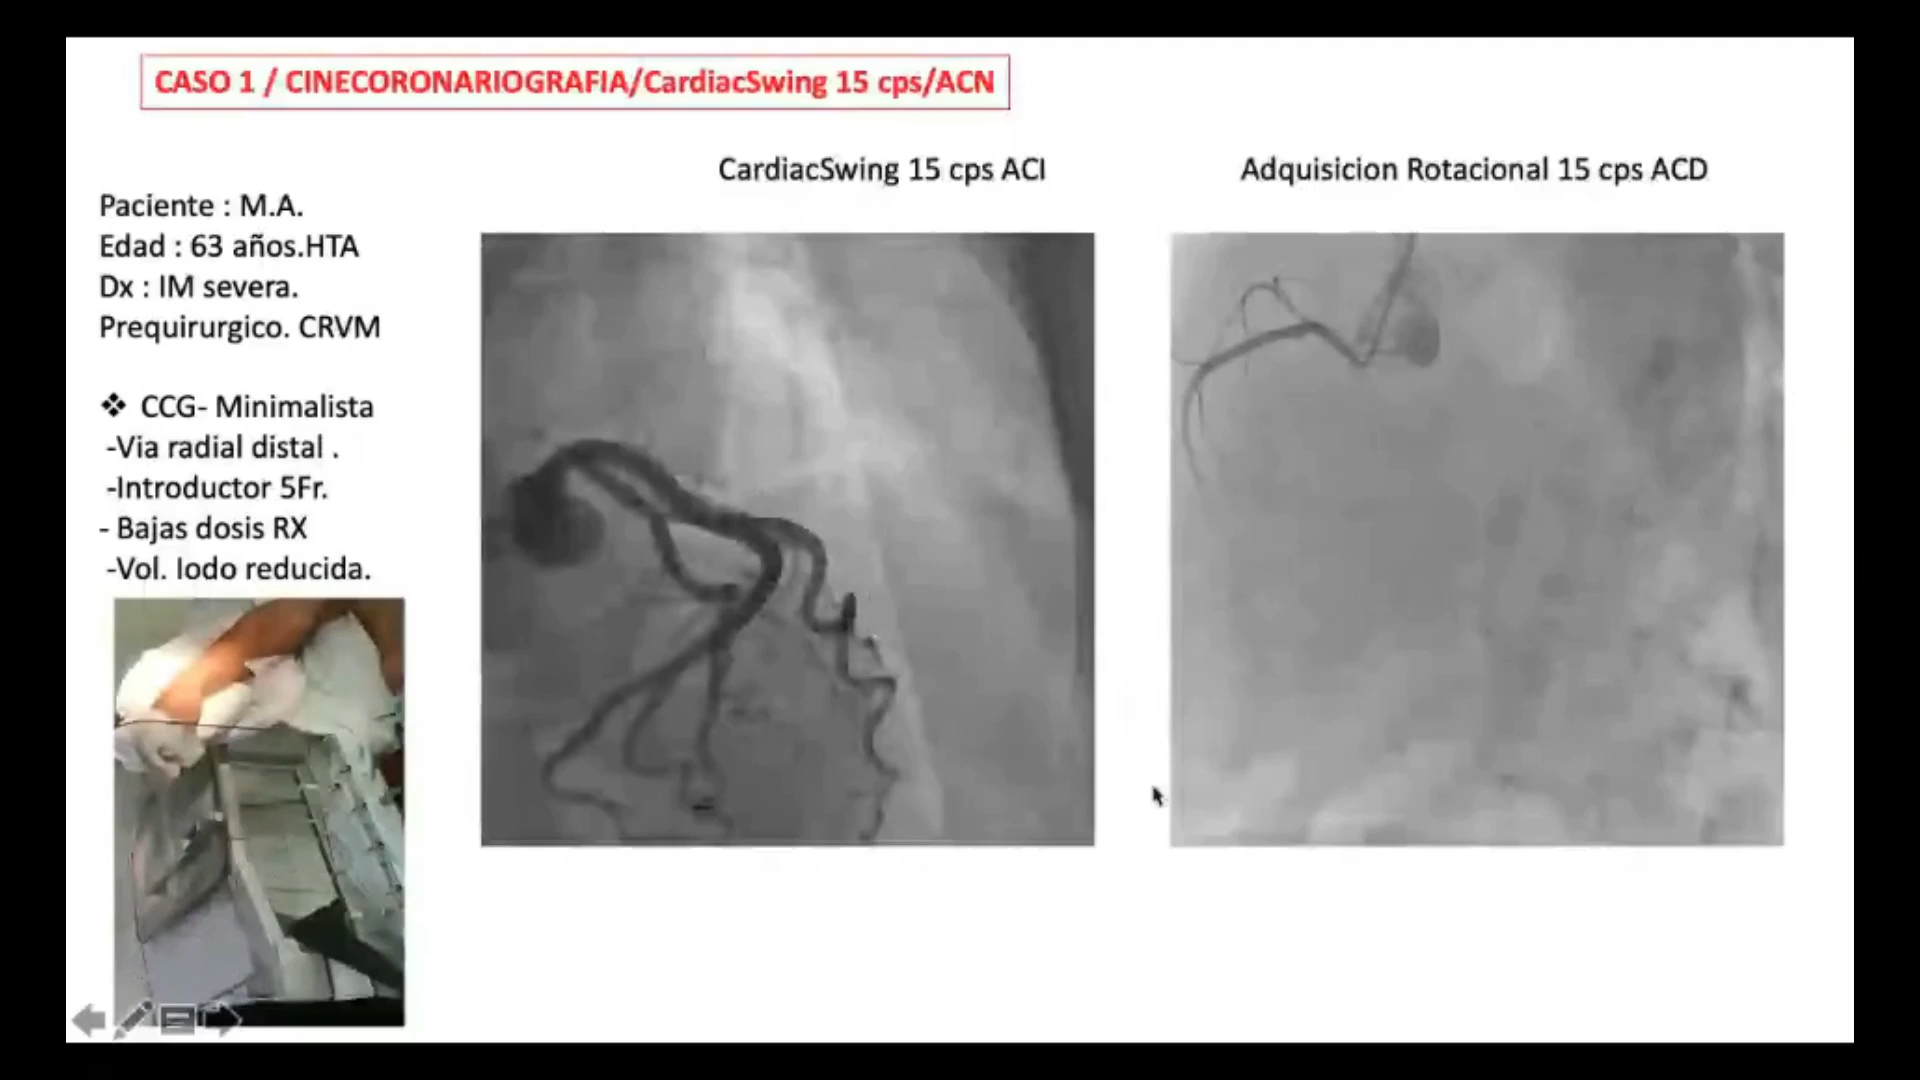 CASO 1 / CINECORONARIOGRAFIA/CardiacSwing 15 cps/ACN
CardiacSwing 15 cps ACI
Adquisicion Rotacional 15 cps ACD
Paciente : M.A.
Edad : 63 años.HTA
Dx : IM severa.
Prequirurgico. CRVM
❖ CCG- Minimalista
-Via radial distal .
-Introductor 5Fr.
- Bajas dosis RX
-Vol. Iodo reducida.